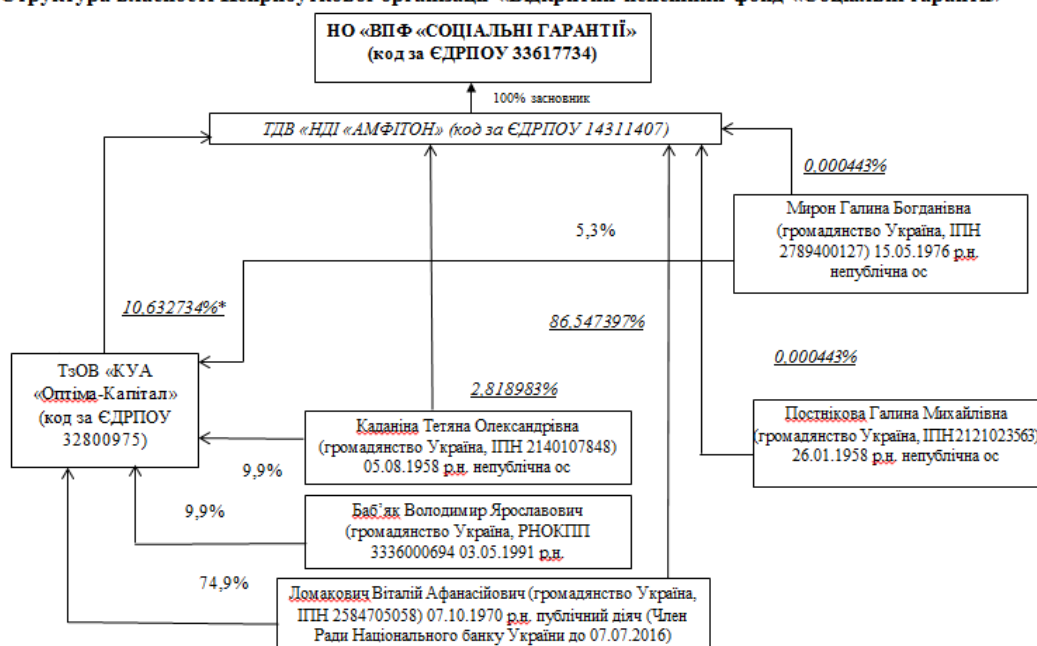 НО «ВПФ «СОЦІАЛЬНІ ГАРАНТІЇ»
(код за ЄДРПОУ 33617734)
100% засновник
ТДВ «НДІ «АМФІТОН» (код за ЄДРПОУ 14311407)
0,000443%
Мирон Галина Богданівна
(громадянство Україна, ІПН
2789400127) 15.05.1976 р.н.
непублічна ос
5,3%
10,632734%*
86,547397%
0,000443%
ТзОВ «КУА
«Оптіма-Капітал»
(код за ЄДРПОУ
32800975)
2,818983%
Каданіна Тетяна Олександрівна
(громадянство Україна, ІПН 2140107848)
05.08.1958 р.н. непублічна ос
Постнікова Галина Михайлівна
(громадянство Україна, ІПН2121023563)
26.01.1958 р.н. непублічна ос
9,9%
9,9%
Баб’як Володимир Ярославович
(громадянство Україна, РНОКПП
3336000694 03.05.1991 р.н.
74,9%
Ломакович Віталій Афанасійович (громадянство Україна,
ІПН 2584705058) 07.10.1970 р.н. публічний діяч (Член
Ради Національного банку України до 07.07.2016)